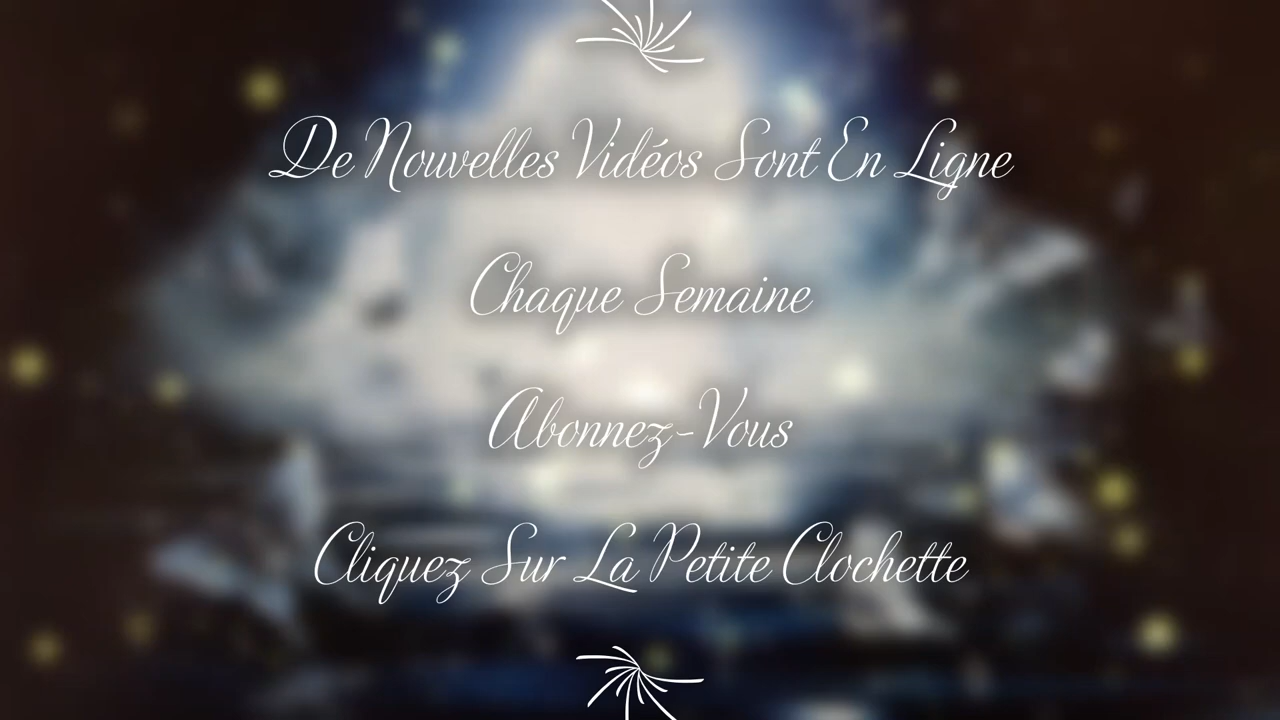 De Nouvelles Vidéos Sont En Ligne
Chaque Semaine
Abonnez-Vous
Cliquez Sur La Petite Clochette